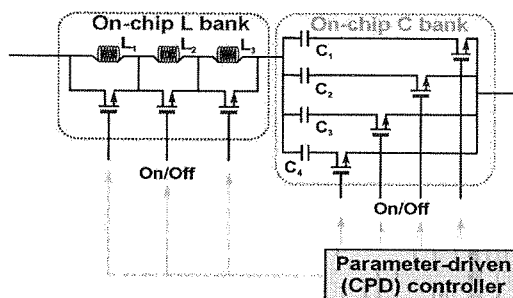 On-chip L bank
On-chip C bank
L₁
L₂
L₃
C₁
C₂
C₃
C₄
On/Off
On/Off
Parameter-driven
(CPD) controller